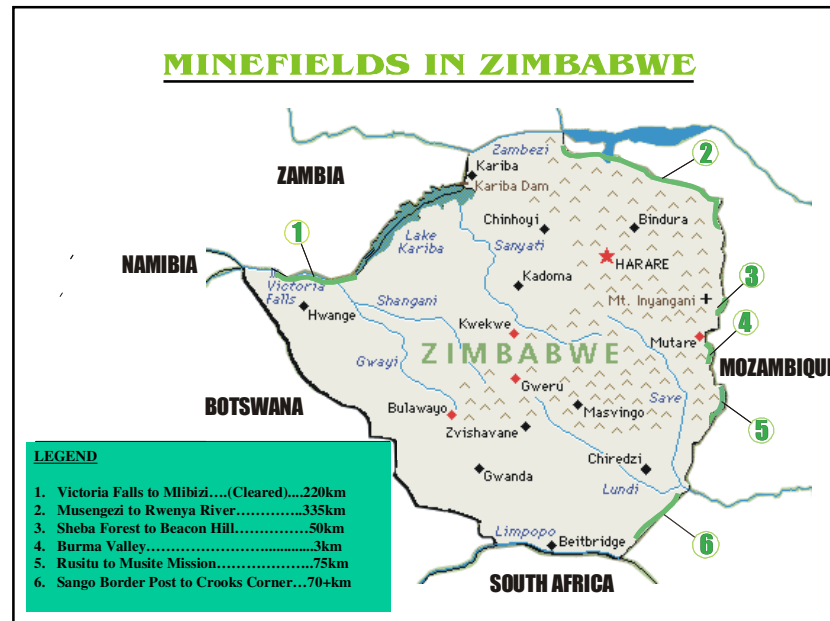 MINEFIELDS IN ZIMBABWE
ZAMBIA
NAMIBIA
BOTSWANA
MOZAMBIQUE
SOUTH AFRICA
1
2
3
4
5
6
Zambezi
Kariba
Kariba Dam
Chinhoyi
Bindura
Lake
Kariba
Sanyati
HARARE
Victoria
Falls
Kadoma
Mt. Inyangani
Hwange
Shangani
Kwekwe
Mutare
ZIMBABWE
Gwayi
Gweru
Bulawayo
Masvingo
Save
Zvishavane
Gwanda
Chiredzi
Lundi
Limpopo
Beitbridge
LEGEND
1. Victoria Falls to Mlibizi….(Cleared)....220km
2. Musengezi to Rwenya River…………..335km
3. Sheba Forest to Beacon Hill……………50km
4. Burma Valley……………………...............3km
5. Rusitu to Musite Mission………………..75km
6. Sango Border Post to Crooks Corner…70+km